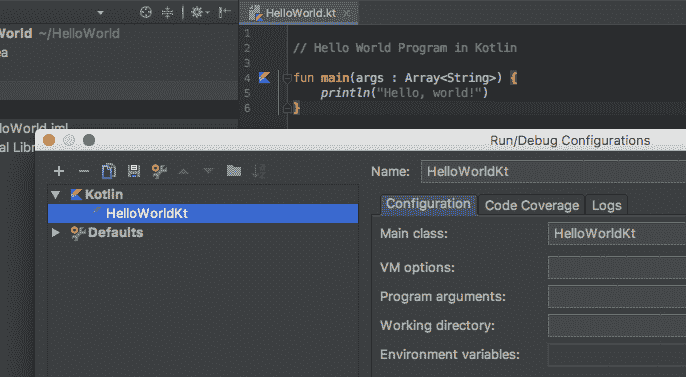 World ~/HelloWorld
ea
loWorld.iml
al Libr
HelloWorld.kt
1
2 // Hello World Program in Kotlin
3
4 fun main(args : Array<String>) {
5 println("Hello, world!")
6 }
Run/Debug Configurations
Kotlin
HelloWorldKt
Defaults
Name: HelloWorldKt
Configuration Code Coverage Logs
Main class: HelloWorldKt
VM options:
Program arguments:
Working directory:
Environment variables: